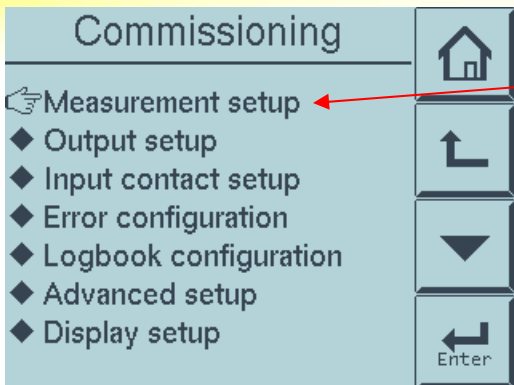 Commissioning
Measurement setup
Output setup
Input contact setup
Error configuration
Logbook configuration
Advanced setup
Display setup
Enter